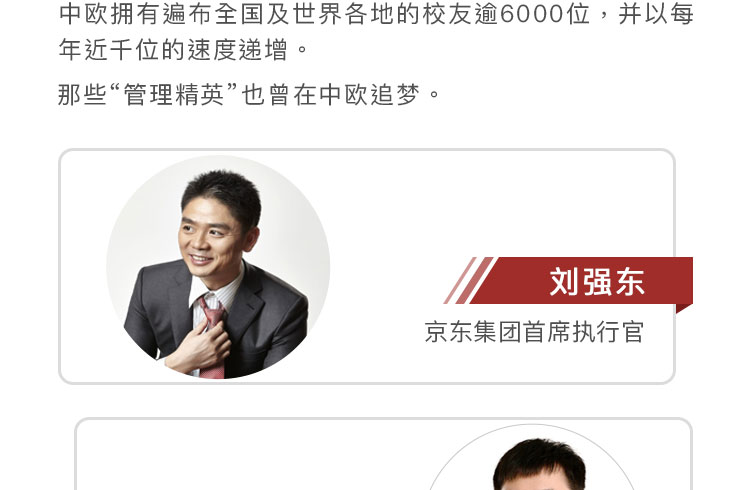 中欧拥有遍布全国及世界各地的校友逾6000位，并以每
年近千位的速度递增。
那些“管理精英”也曾在中欧追梦。
刘强东
京东集团首席执行官